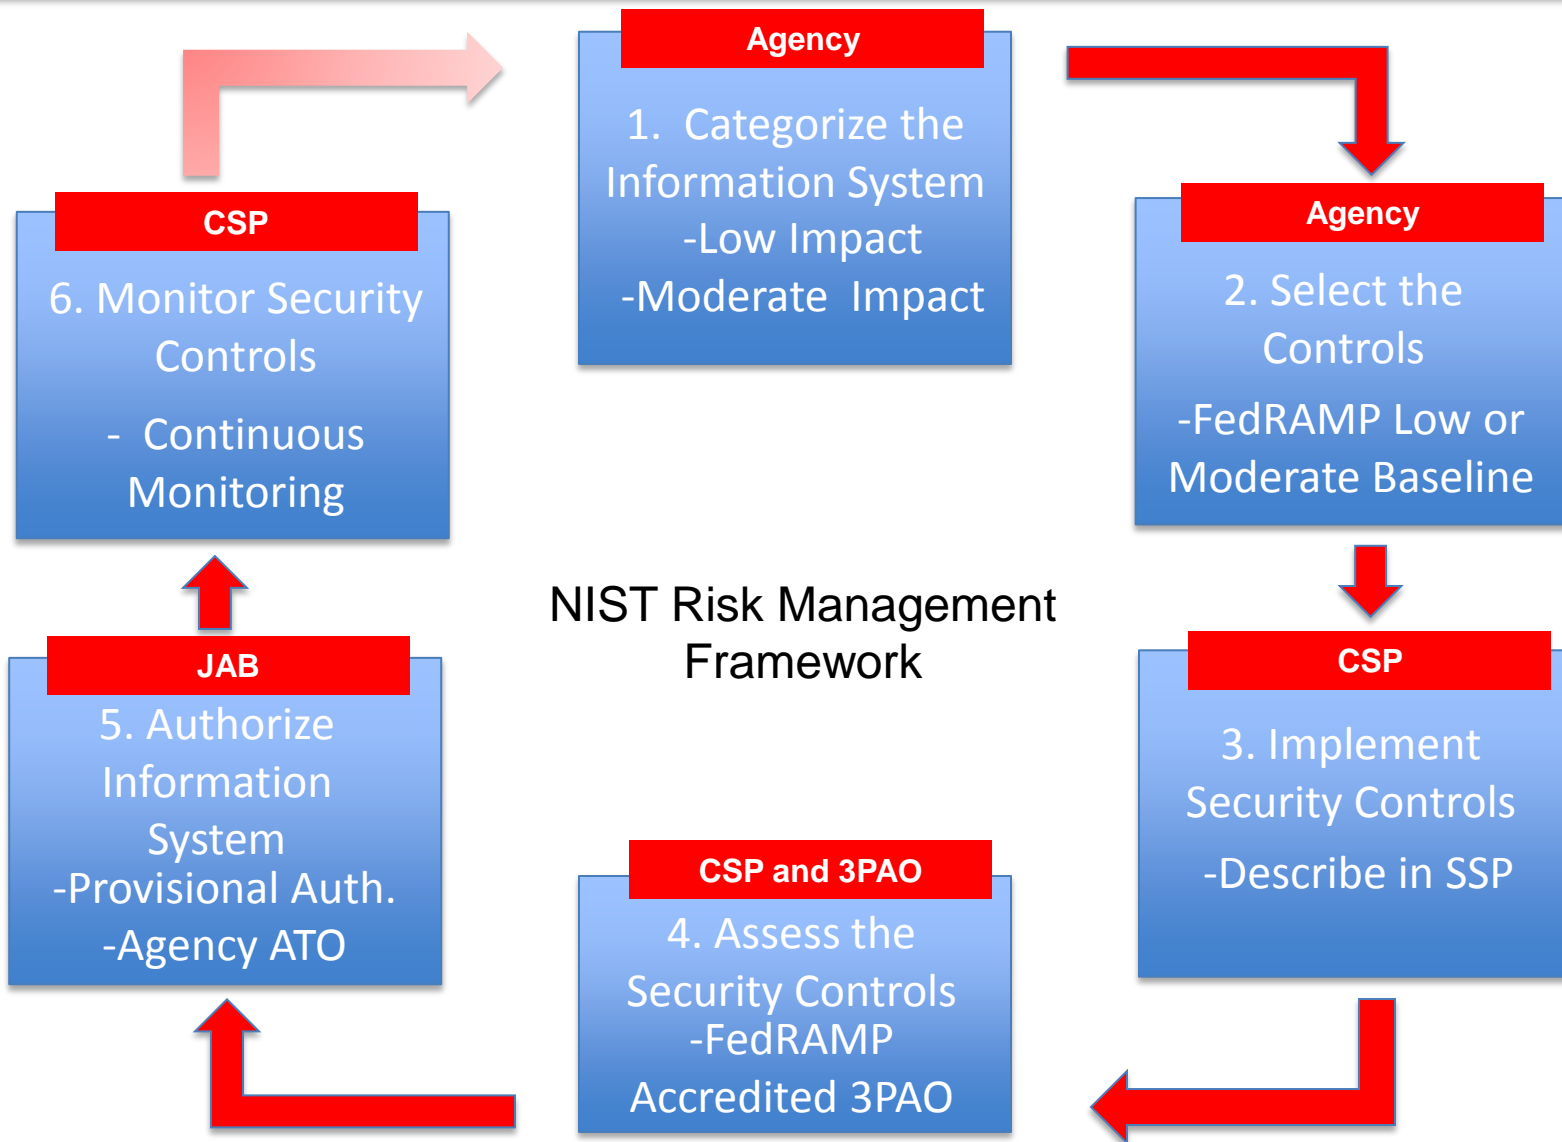 Agency
1. Categorize the
Information System
-Low Impact
-Moderate Impact
Agency
2. Select the
Controls
-FedRAMP Low or
Moderate Baseline
CSP
3. Implement
Security Controls
-Describe in SSP
CSP and 3PAO
4. Assess the
Security Controls
-FedRAMP
Accredited 3PAO
JAB
5. Authorize
Information
System
-Provisional Auth.
-Agency ATO
CSP
6. Monitor Security
Controls
- Continuous
Monitoring
NIST Risk Management
Framework